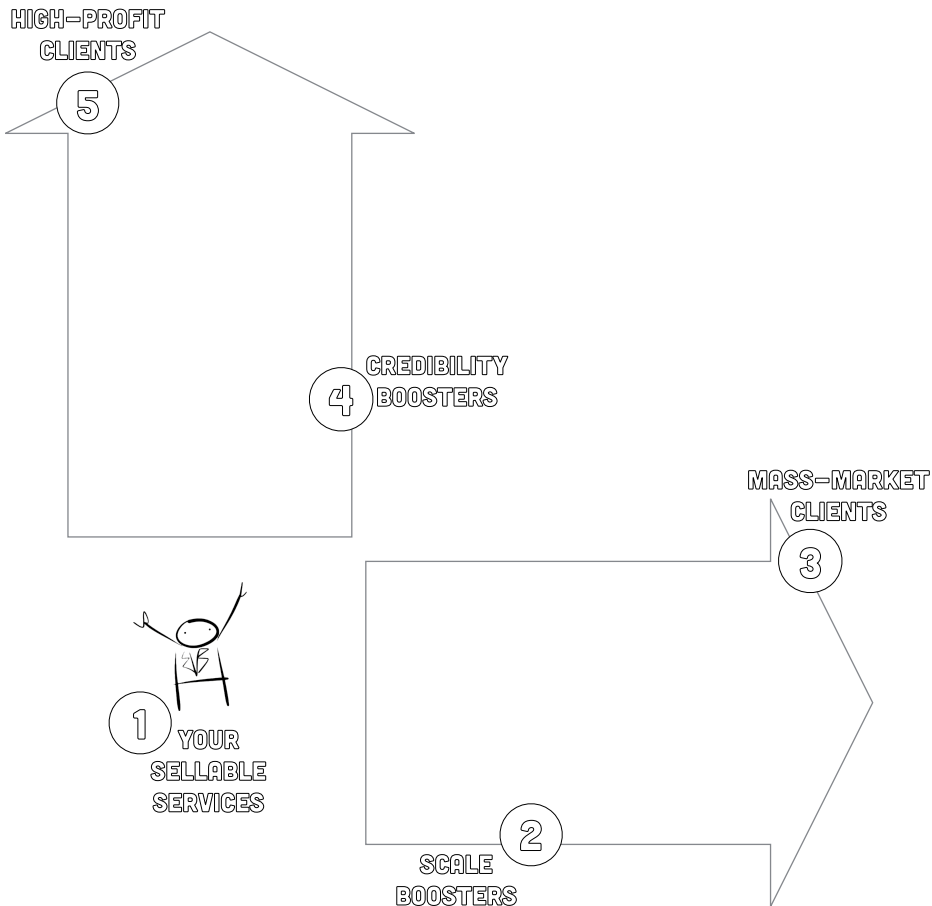 HIGH-PROFIT
CLIENTS
5
4
CREDIBILITY
BOOSTERS
MASS-MARKET
CLIENTS
3
1
YOUR
SELLABLE
SERVICES
2
SCALE
BOOSTERS